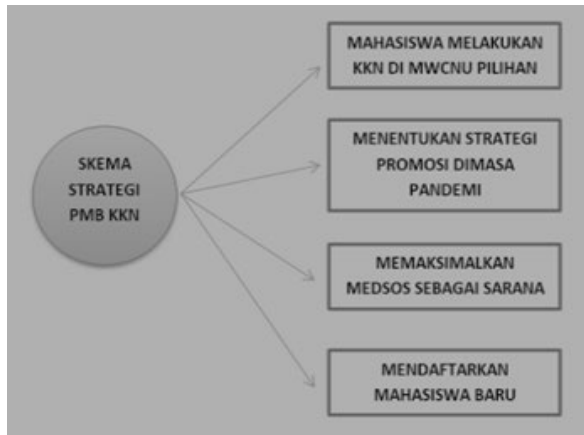 SKEMA
STRATEGI
PMB KKN
MAHASISWA MELAKUKAN
KKN DI MWCNU PILIHAN
MENENTUKAN STRATEGI
PROMOSI DIMASA
PANDEMI
MEMAKSIMALKAN
MEDSOS SEBAGAI SARANA
MENDAFTARKAN
MAHASISWA BARU